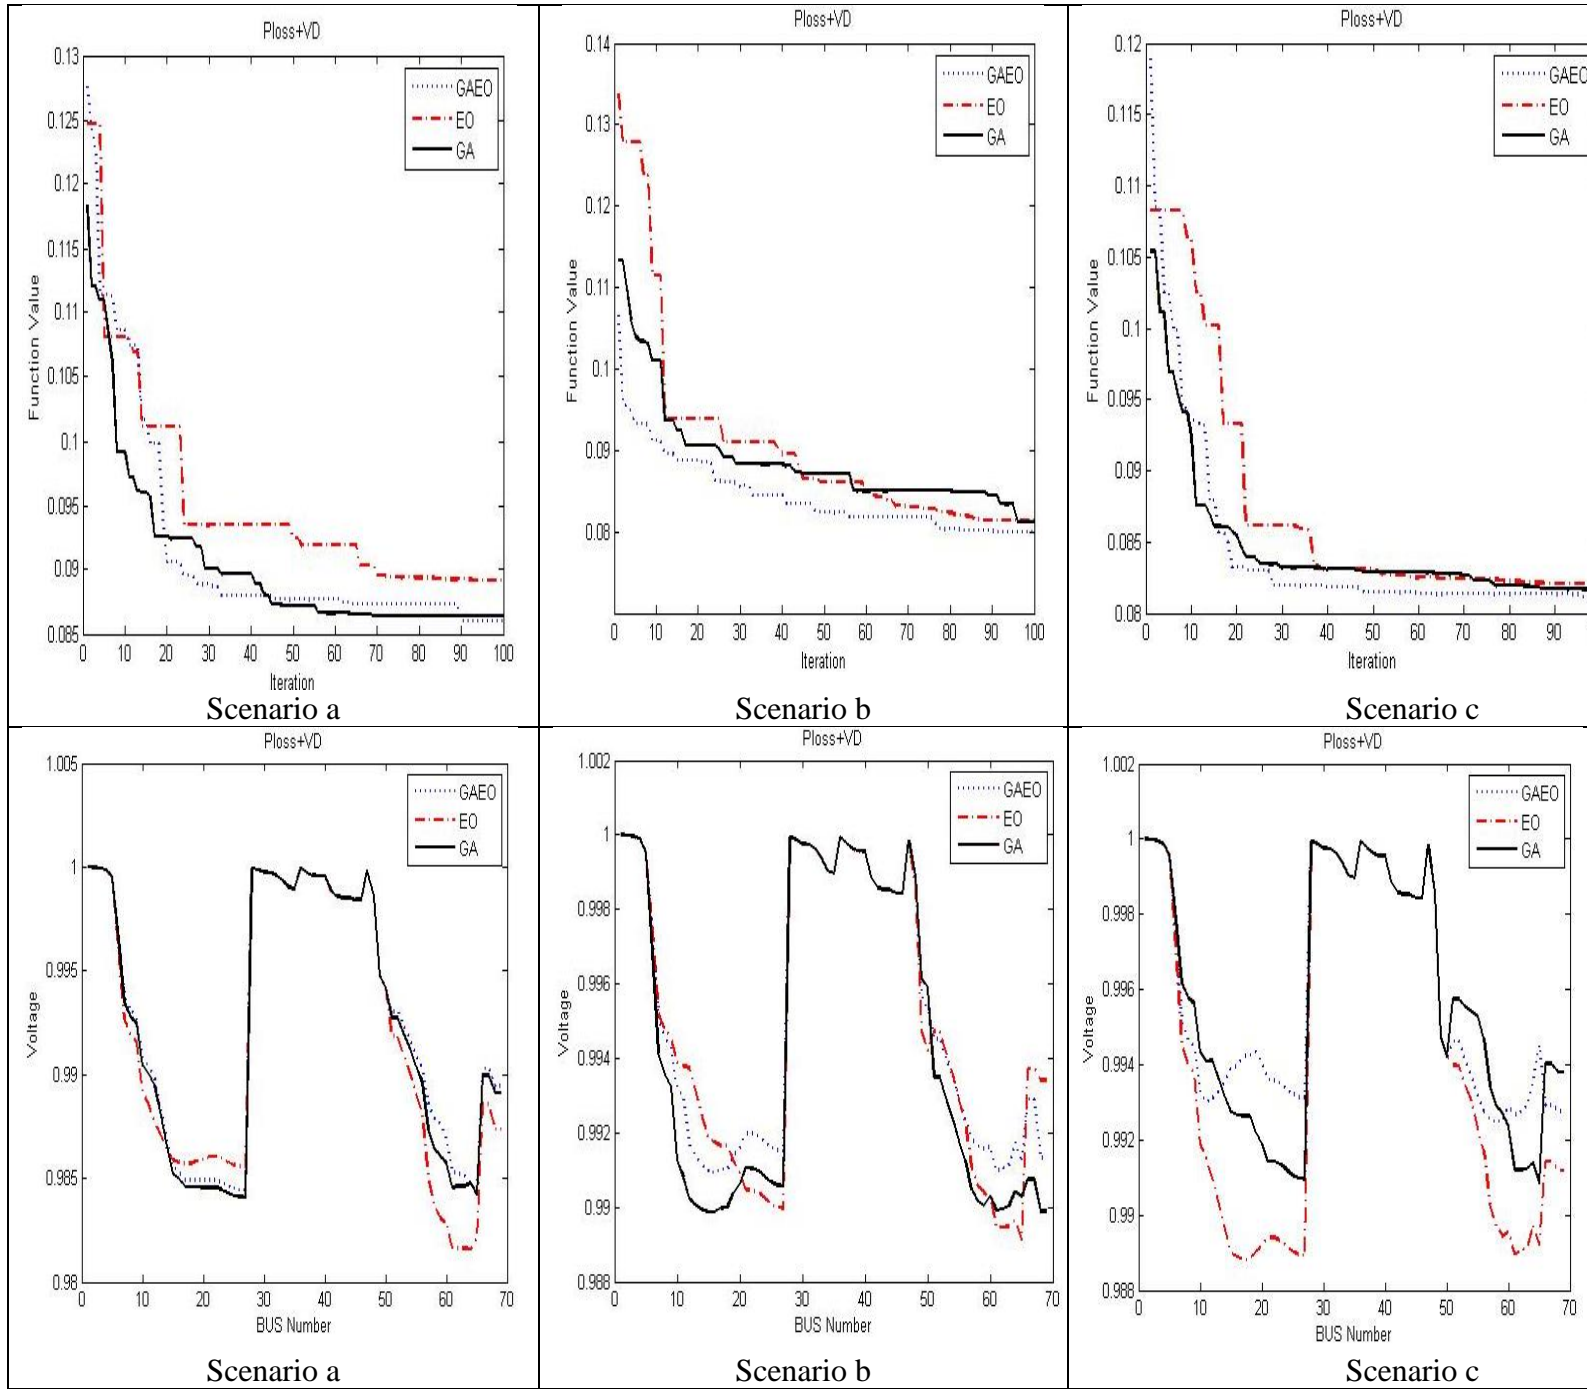 Ploss+VD
0.13
0.125
0.12
0.115
0.11
0.105
0.1
0.095
0.09
0.085
Function Value
GAEO
EO
GA
0 10 20 30 40 50 60 70 80 90 100
Iteration
Scenario a
Ploss+VD
0.14
0.13
0.12
0.11
0.1
0.09
0.08
Function Value
GAEO
EO
GA
0 10 20 30 40 50 60 70 80 90 100
Iteration
Scenario b
Ploss+VD
0.12
0.115
0.11
0.105
0.1
0.095
0.09
0.085
0.08
Function Value
GAEO
EO
GA
0 10 20 30 40 50 60 70 80 90
Iteration
Scenario c
Ploss+VD
1.005
1
0.995
0.99
0.985
0.98
Voltage
GAEO
EO
GA
0 10 20 30 40 50 60 70
BUS Number
Scenario a
Ploss+VD
1.002
1
0.998
0.996
0.994
0.992
0.99
0.988
Voltage
GAEO
EO
GA
0 10 20 30 40 50 60 70
BUS Number
Scenario b
Ploss+VD
1.002
1
0.998
0.996
0.994
0.992
0.99
0.988
Voltage
GAEO
EO
GA
0 10 20 30 40 50 60 70
BUS Number
Scenario c